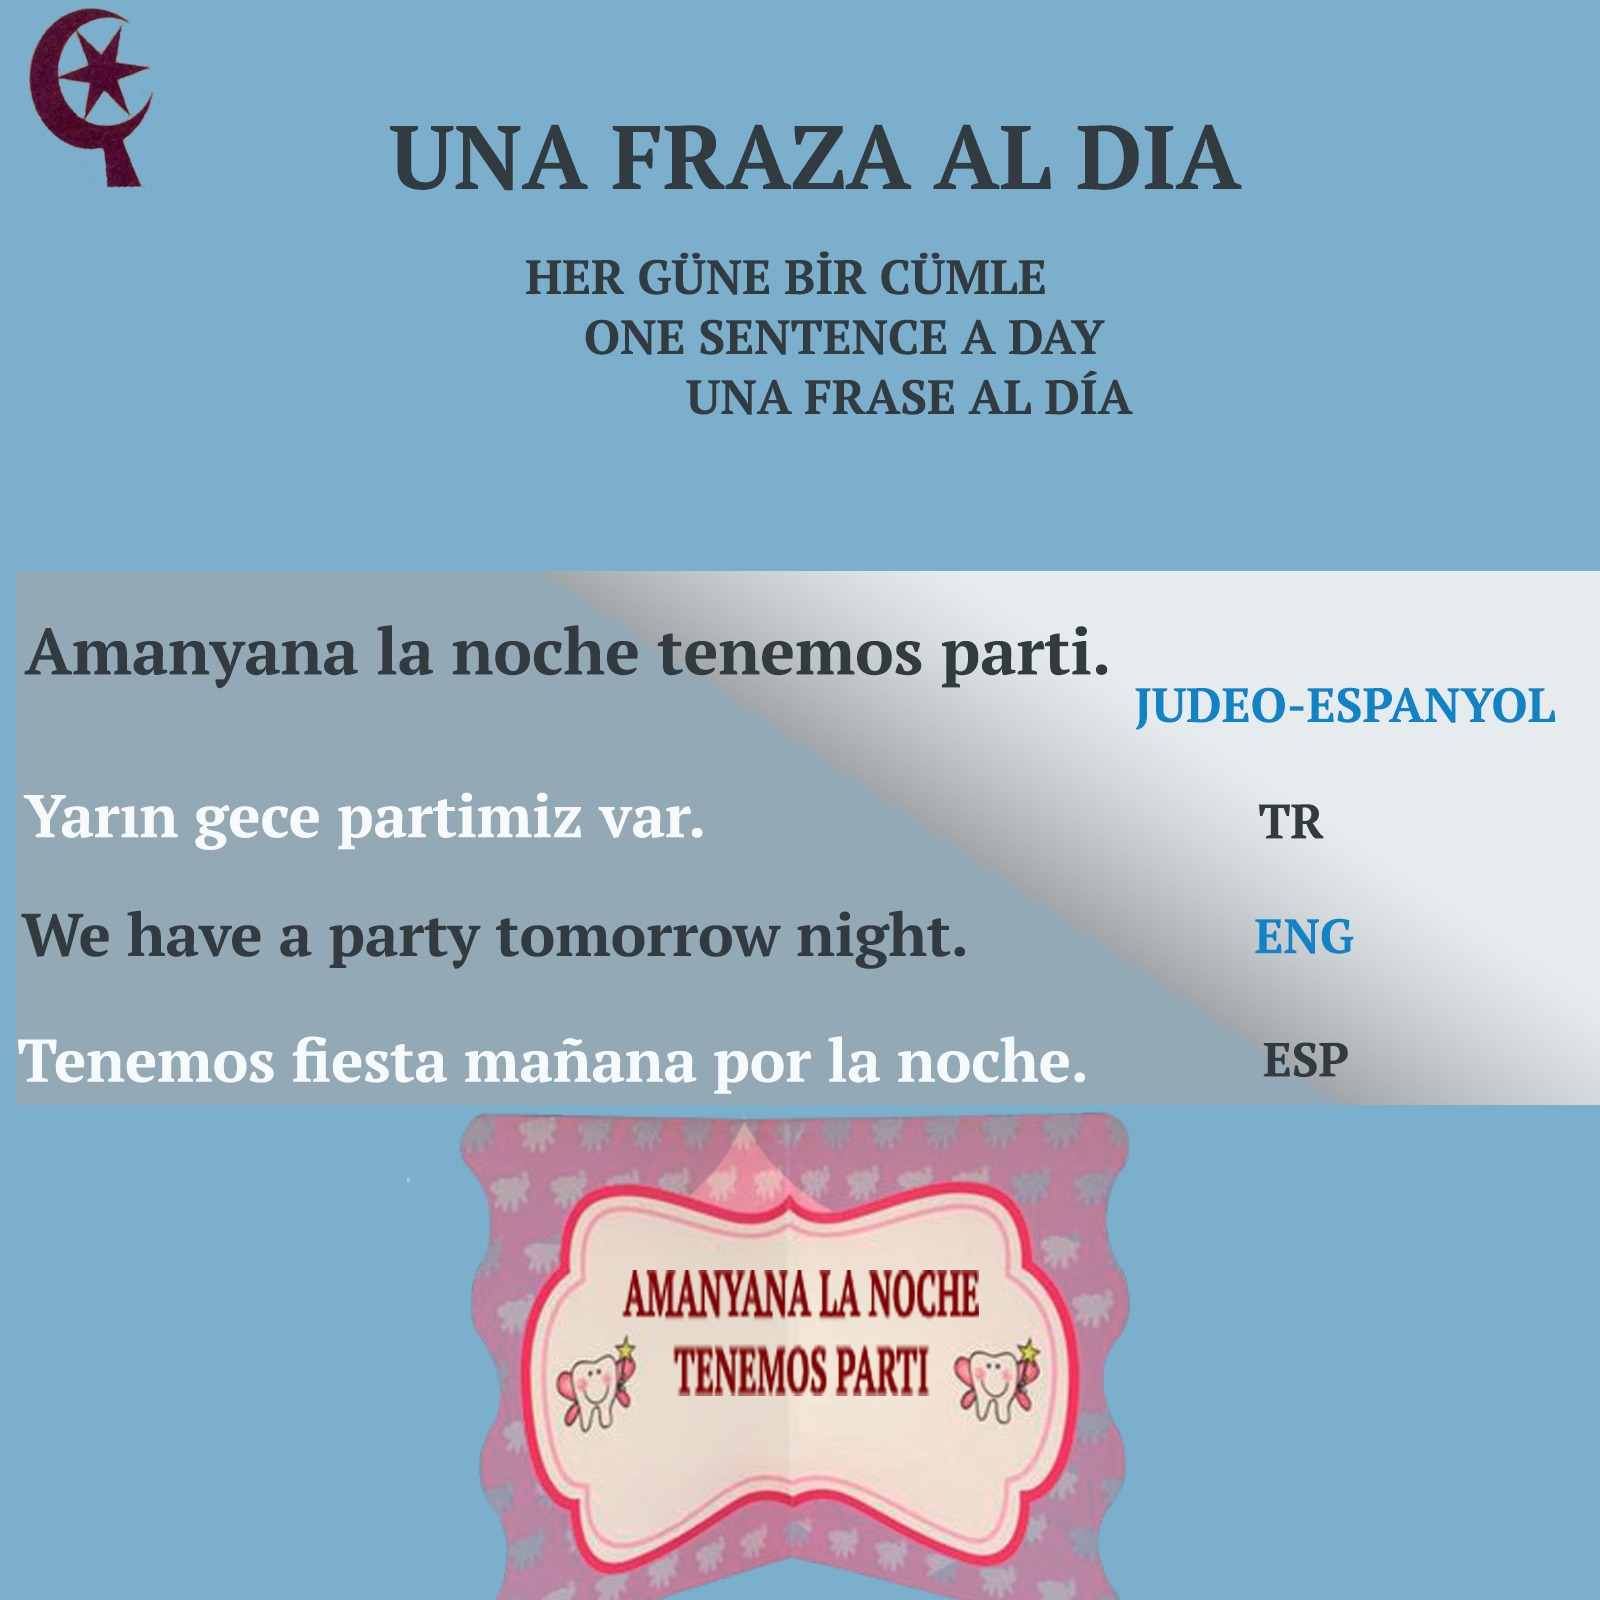 UNA FRAZA AL DIA
HER GÜNE BİR CÜMLE
ONE SENTENCE A DAY
UNA FRASE AL DÍA
Amanyana la noche tenemos parti.
JUDEO-ESPANYOL
Yarın gece partimiz var.
TR
We have a party tomorrow night.
ENG
Tenemos fiesta mañana por la noche.
ESP
AMANYANA LA NOCHE
TENEMOS PARTI